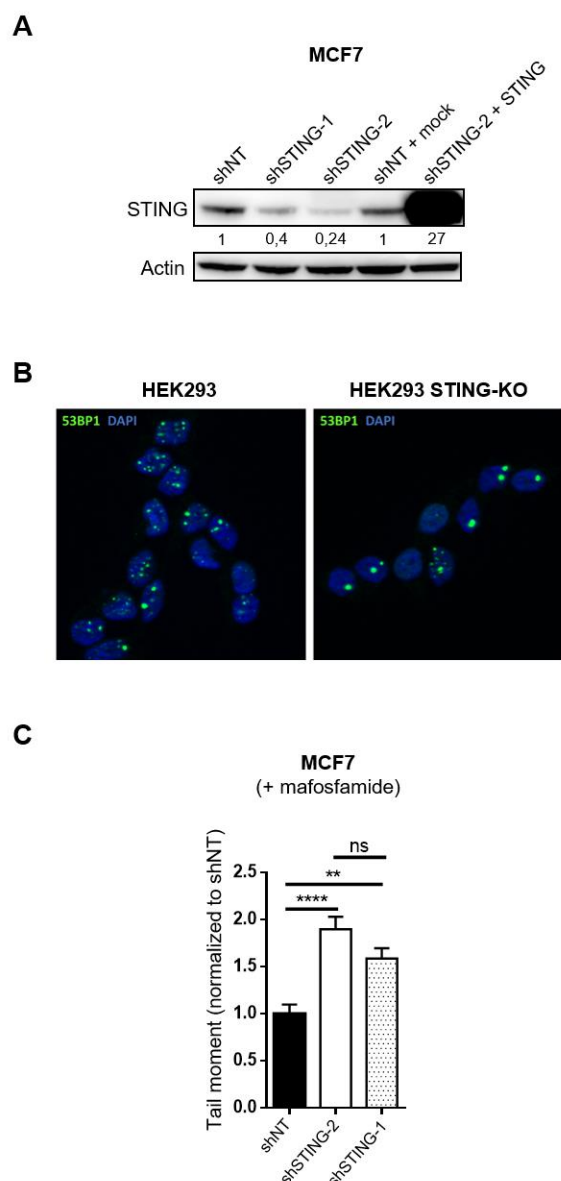 A
MCF7
shNT
shSTING-1
shSTING-2
shNT + mock
shSTING-2 + STING
STING
1 0,4 0,24 1 27
Actin
B
HEK293 HEK293 STING-KO
53BP1 DAPI 53BP1 DAPI
C
MCF7
(+ mafosfamide)
Tail moment (normalized to shNT)
ns
**
****
2.5
2.0
1.5
1.0
0.5
0.0
shNT
shSTING-2
shSTING-1